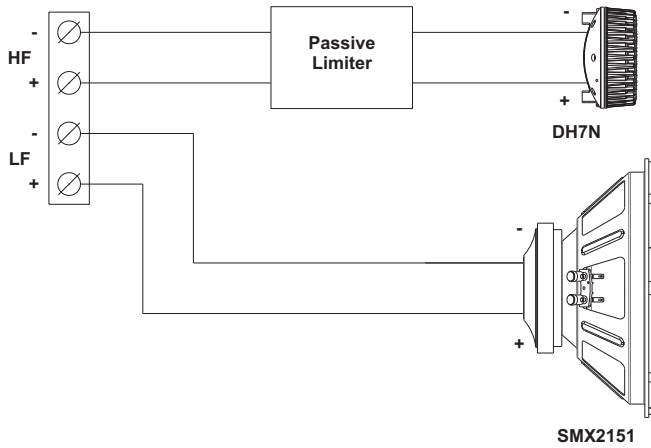 -
HF
+
-
LF
+
Passive
Limiter
-
+
DH7N
-
+
SMX2151